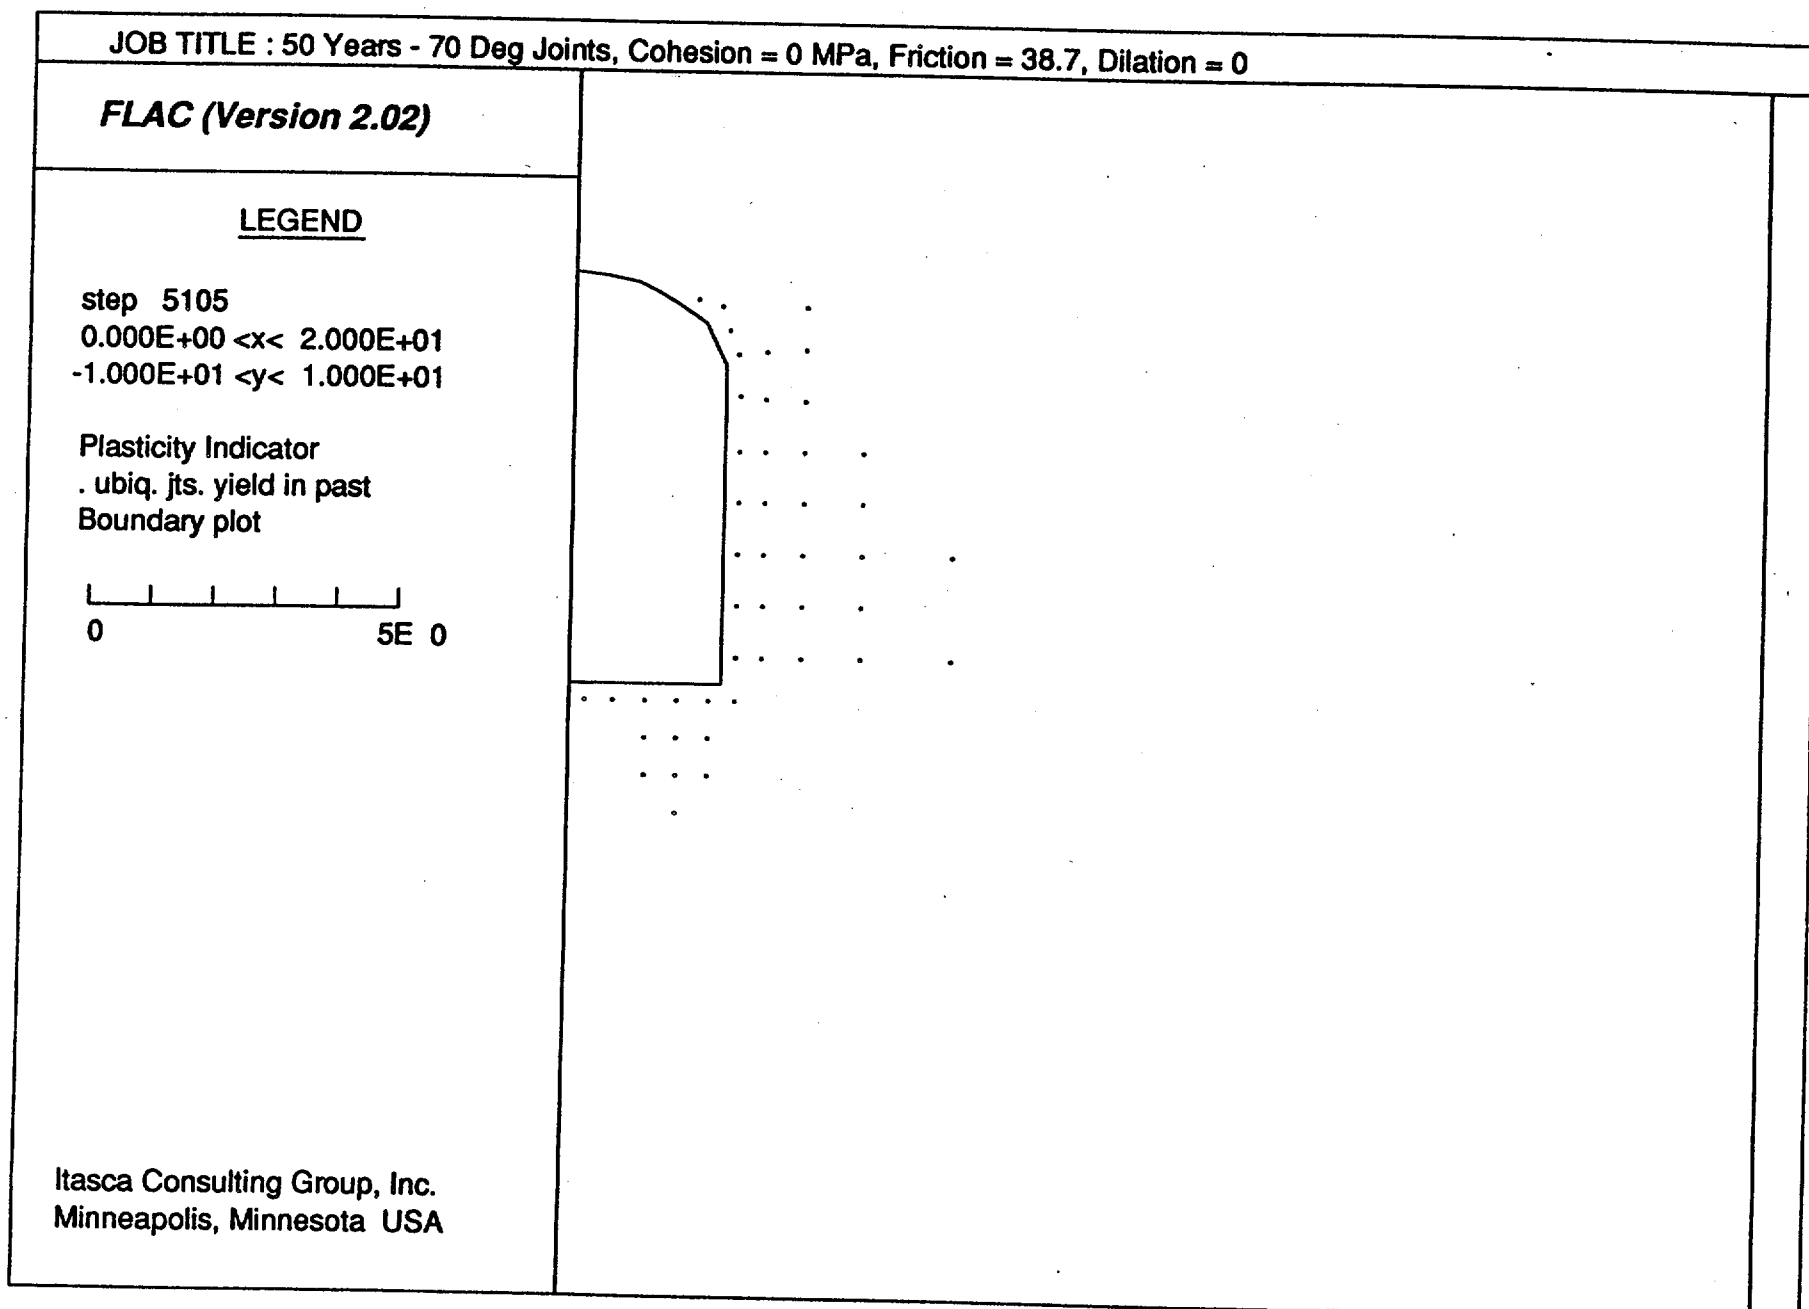 JOB TITLE : 50 Years - 70 Deg Joints, Cohesion = 0 MPa, Friction = 38.7, Dilation = 0
FLAC (Version 2.02)
LEGEND
step 5105
0.000E+00 <x< 2.000E+01
-1.000E+01 <y< 1.000E+01
Plasticity Indicator
. ubiq. jts. yield in past
Boundary plot
0 5E 0
Itasca Consulting Group, Inc.
Minneapolis, Minnesota USA